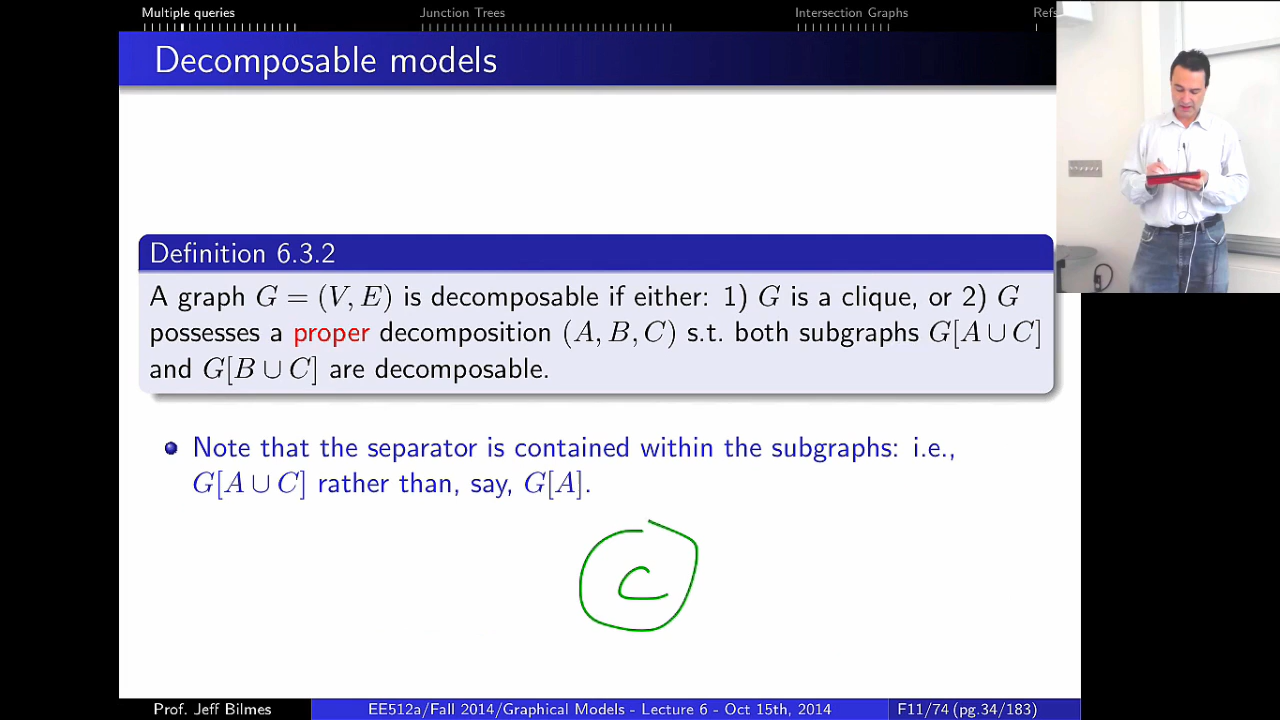 Multiple queries Junction Trees Intersection Graphs Refs
Decomposable models
Definition 6.3.2
A graph G = (V, E) is decomposable if either: 1) G is a clique, or 2) G
possesses a proper decomposition (A, B, C) s.t. both subgraphs G[A ∪ C]
and G[B ∪ C] are decomposable.
Note that the separator is contained within the subgraphs: i.e.,
G[A ∪ C] rather than, say, G[A].
C
Prof. Jeff Bilmes EE512a/Fall 2014/Graphical Models - Lecture 6 - Oct 15th, 2014 F11/74 (pg.34/183)